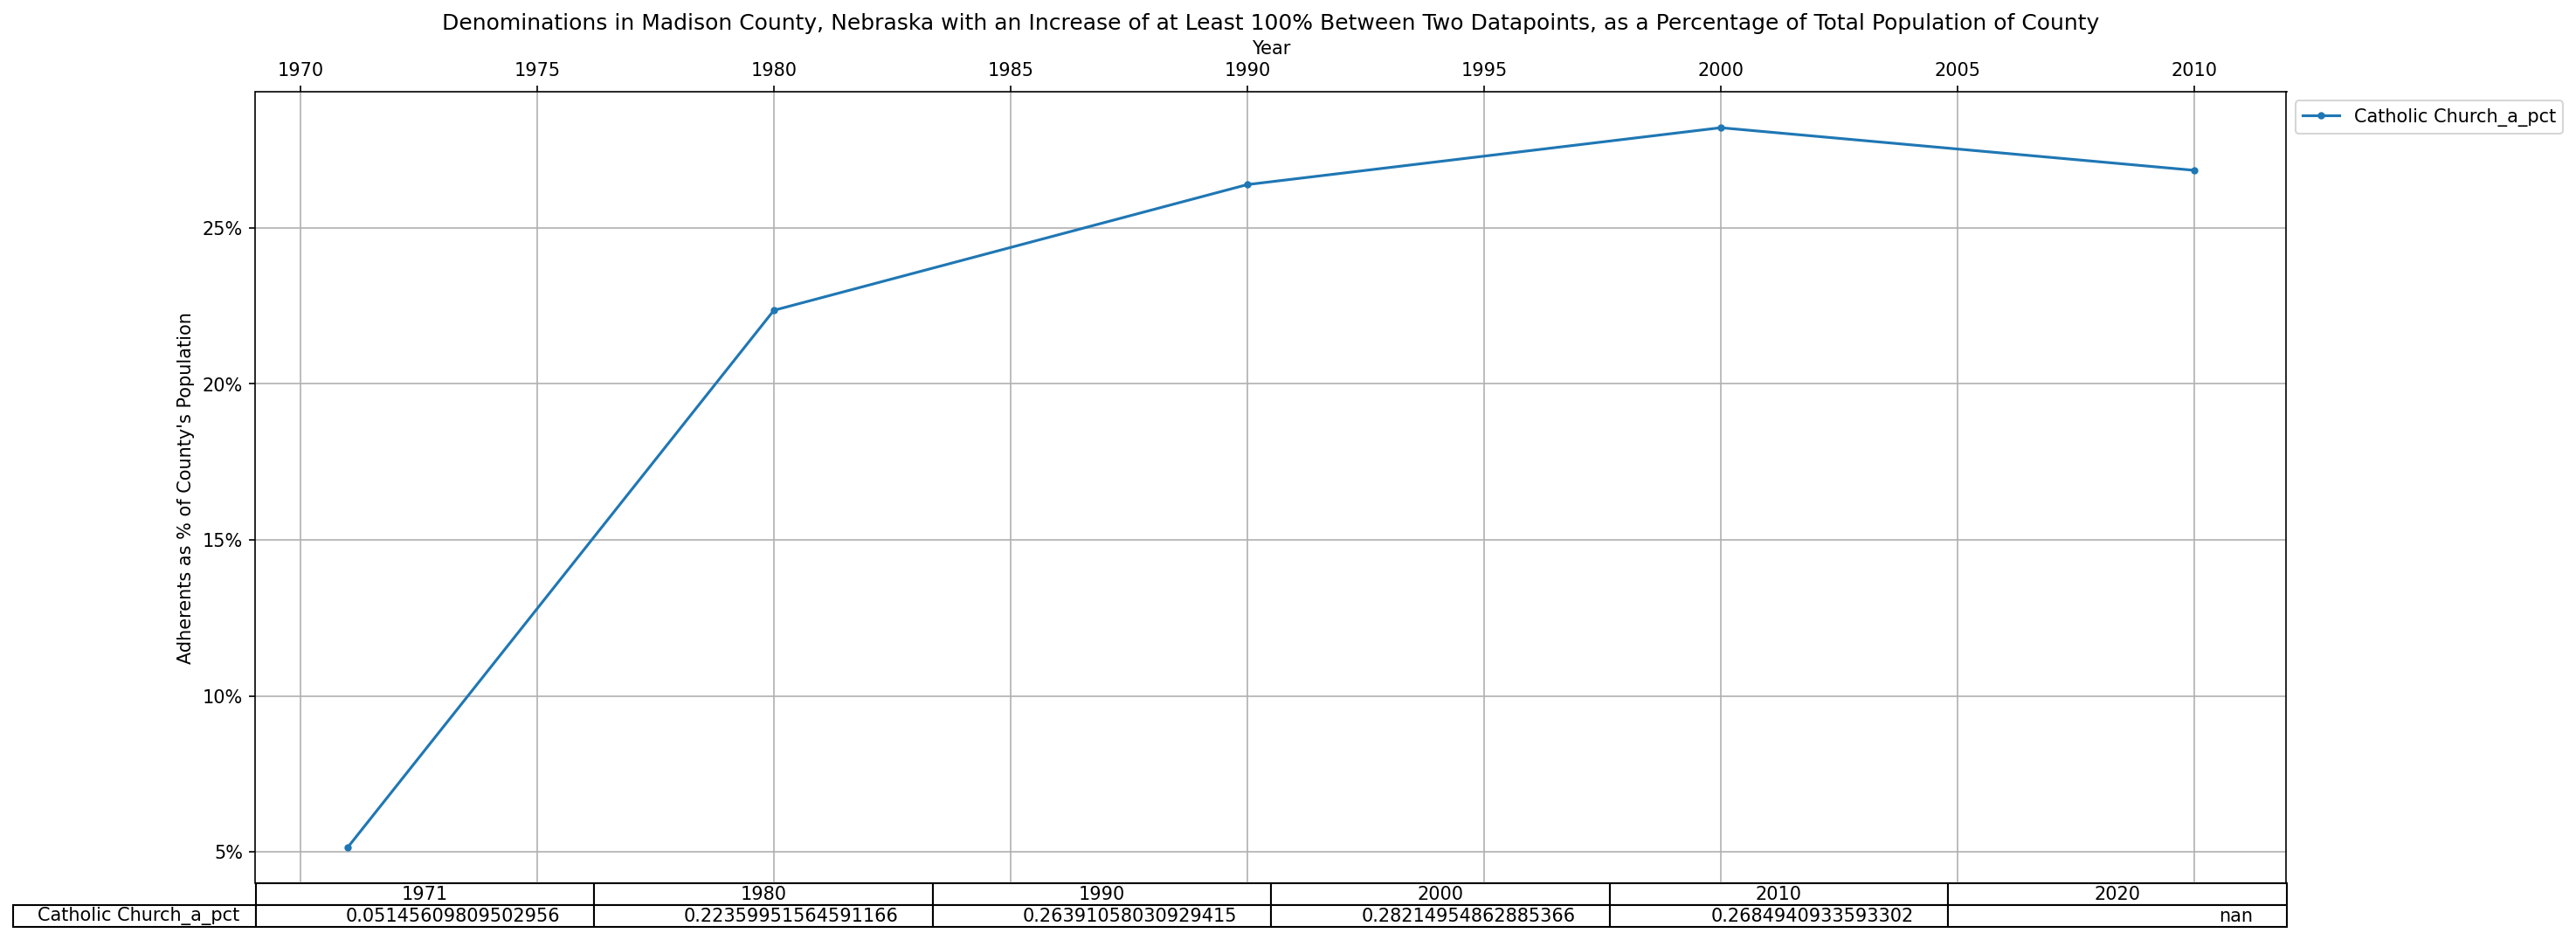 Denominations in Madison County, Nebraska with an Increase of at Least 100% Between Two Datapoints, as a Percentage of Total Population of County
Year
1970 1975 1980 1985 1990 1995 2000 2005 2010
Catholic Church_a_pct
Adherents as % of County's Population
25%
20%
15%
10%
5%
1971 1980 1990 2000 2010 2020
Catholic Church_a_pct 0.05145609809502956 0.22359951564591166 0.26391058030929415 0.28214954862885366 0.2684940933593302 nan